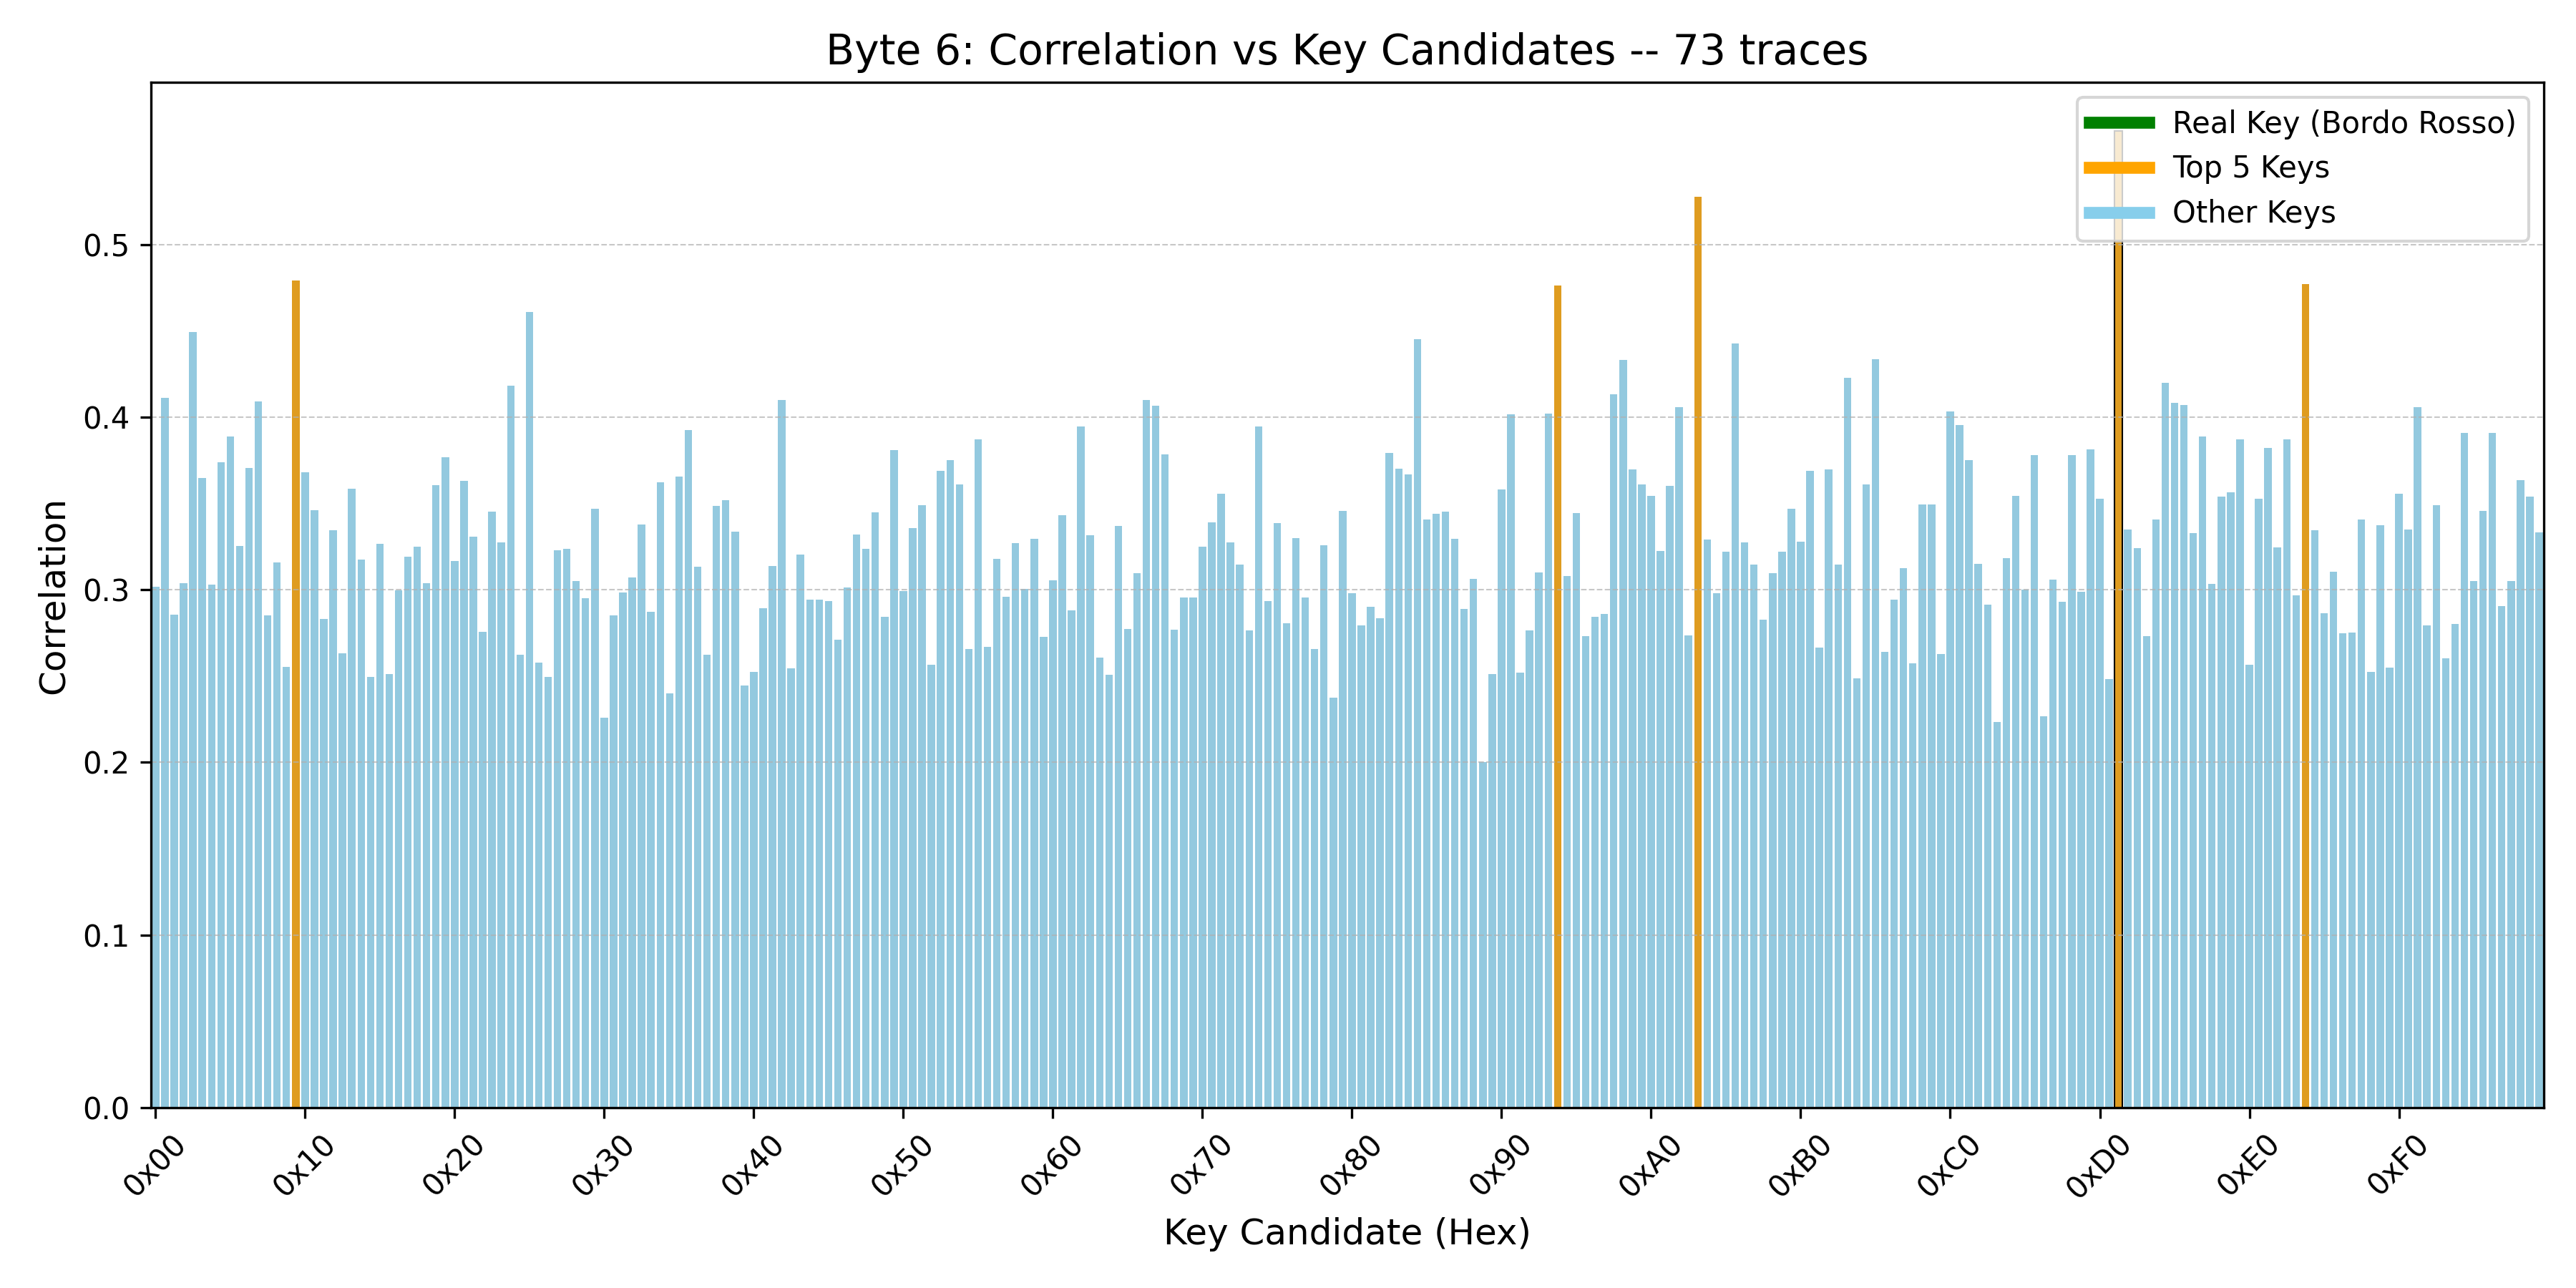 Byte 6: Correlation vs Key Candidates -- 73 traces
Real Key (Bordo Rosso)
Top 5 Keys
Other Keys
Correlation
0.5
0.4
0.3
0.2
0.1
0.0
0x00 0x10 0x20 0x30 0x40 0x50 0x60 0x70 0x80 0x90 0xA0 0xB0 0xC0 0xD0 0xE0 0xF0
Key Candidate (Hex)